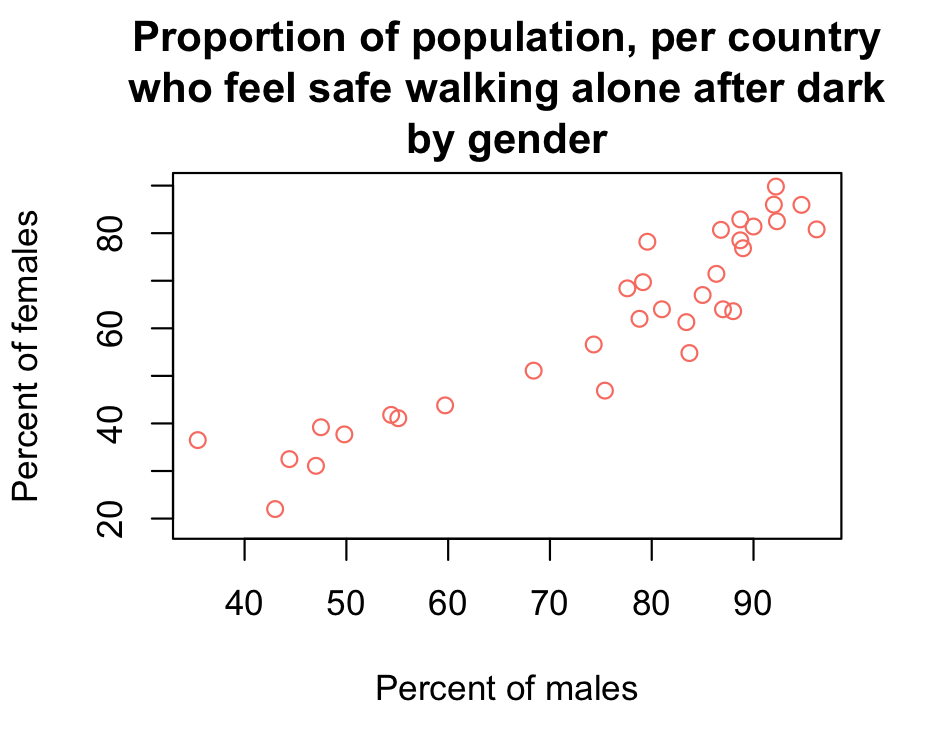 Proportion of population, per country
who feel safe walking alone after dark
by gender
Percent of females
80
60
40
20
40 50 60 70 80 90
Percent of males